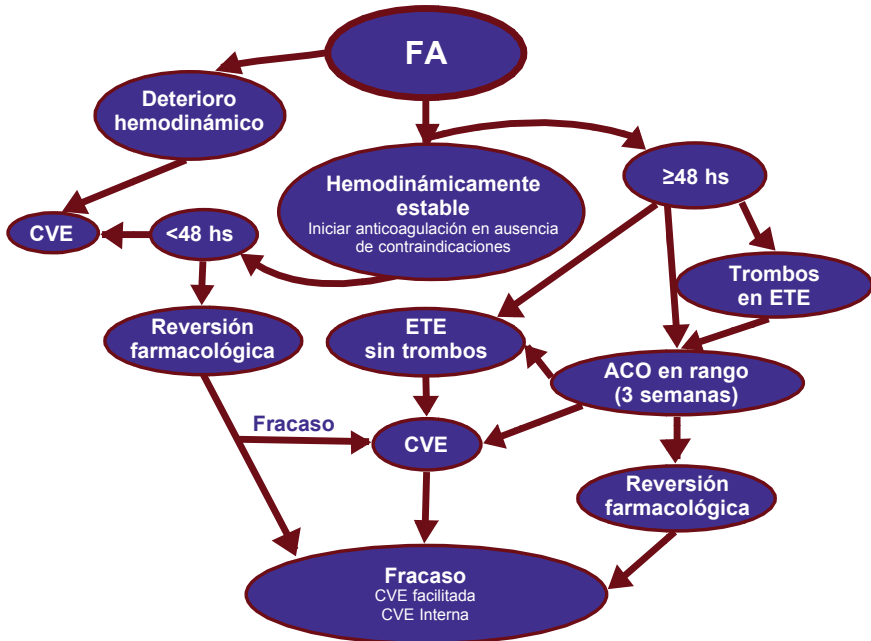 FA
Deterioro
hemodinámico
Hemodinámicamente
estable
Iniciar anticoagulación en ausencia
de contraindicaciones
≥48 hs
CVE
<48 hs
Trombos
en ETE
Reversión
farmacológica
ETE
sin trombos
ACO en rango
(3 semanas)
Fracaso
CVE
Reversión
farmacológica
Fracaso
CVE facilitada
CVE Interna